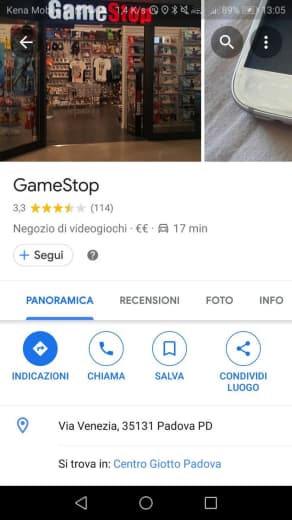 Kena Mob
1,4 K/s
89%
13:05
GameStop
GameStop
3,3 (114)
Negozio di videogiochi · €€ · 17 min
+ Segui
PANORAMICA RECENSIONI FOTO INFO
INDICAZIONI CHIAMA SALVA CONDIVIDI
LUOGO
Via Venezia, 35131 Padova PD
Si trova in: Centro Giotto Padova